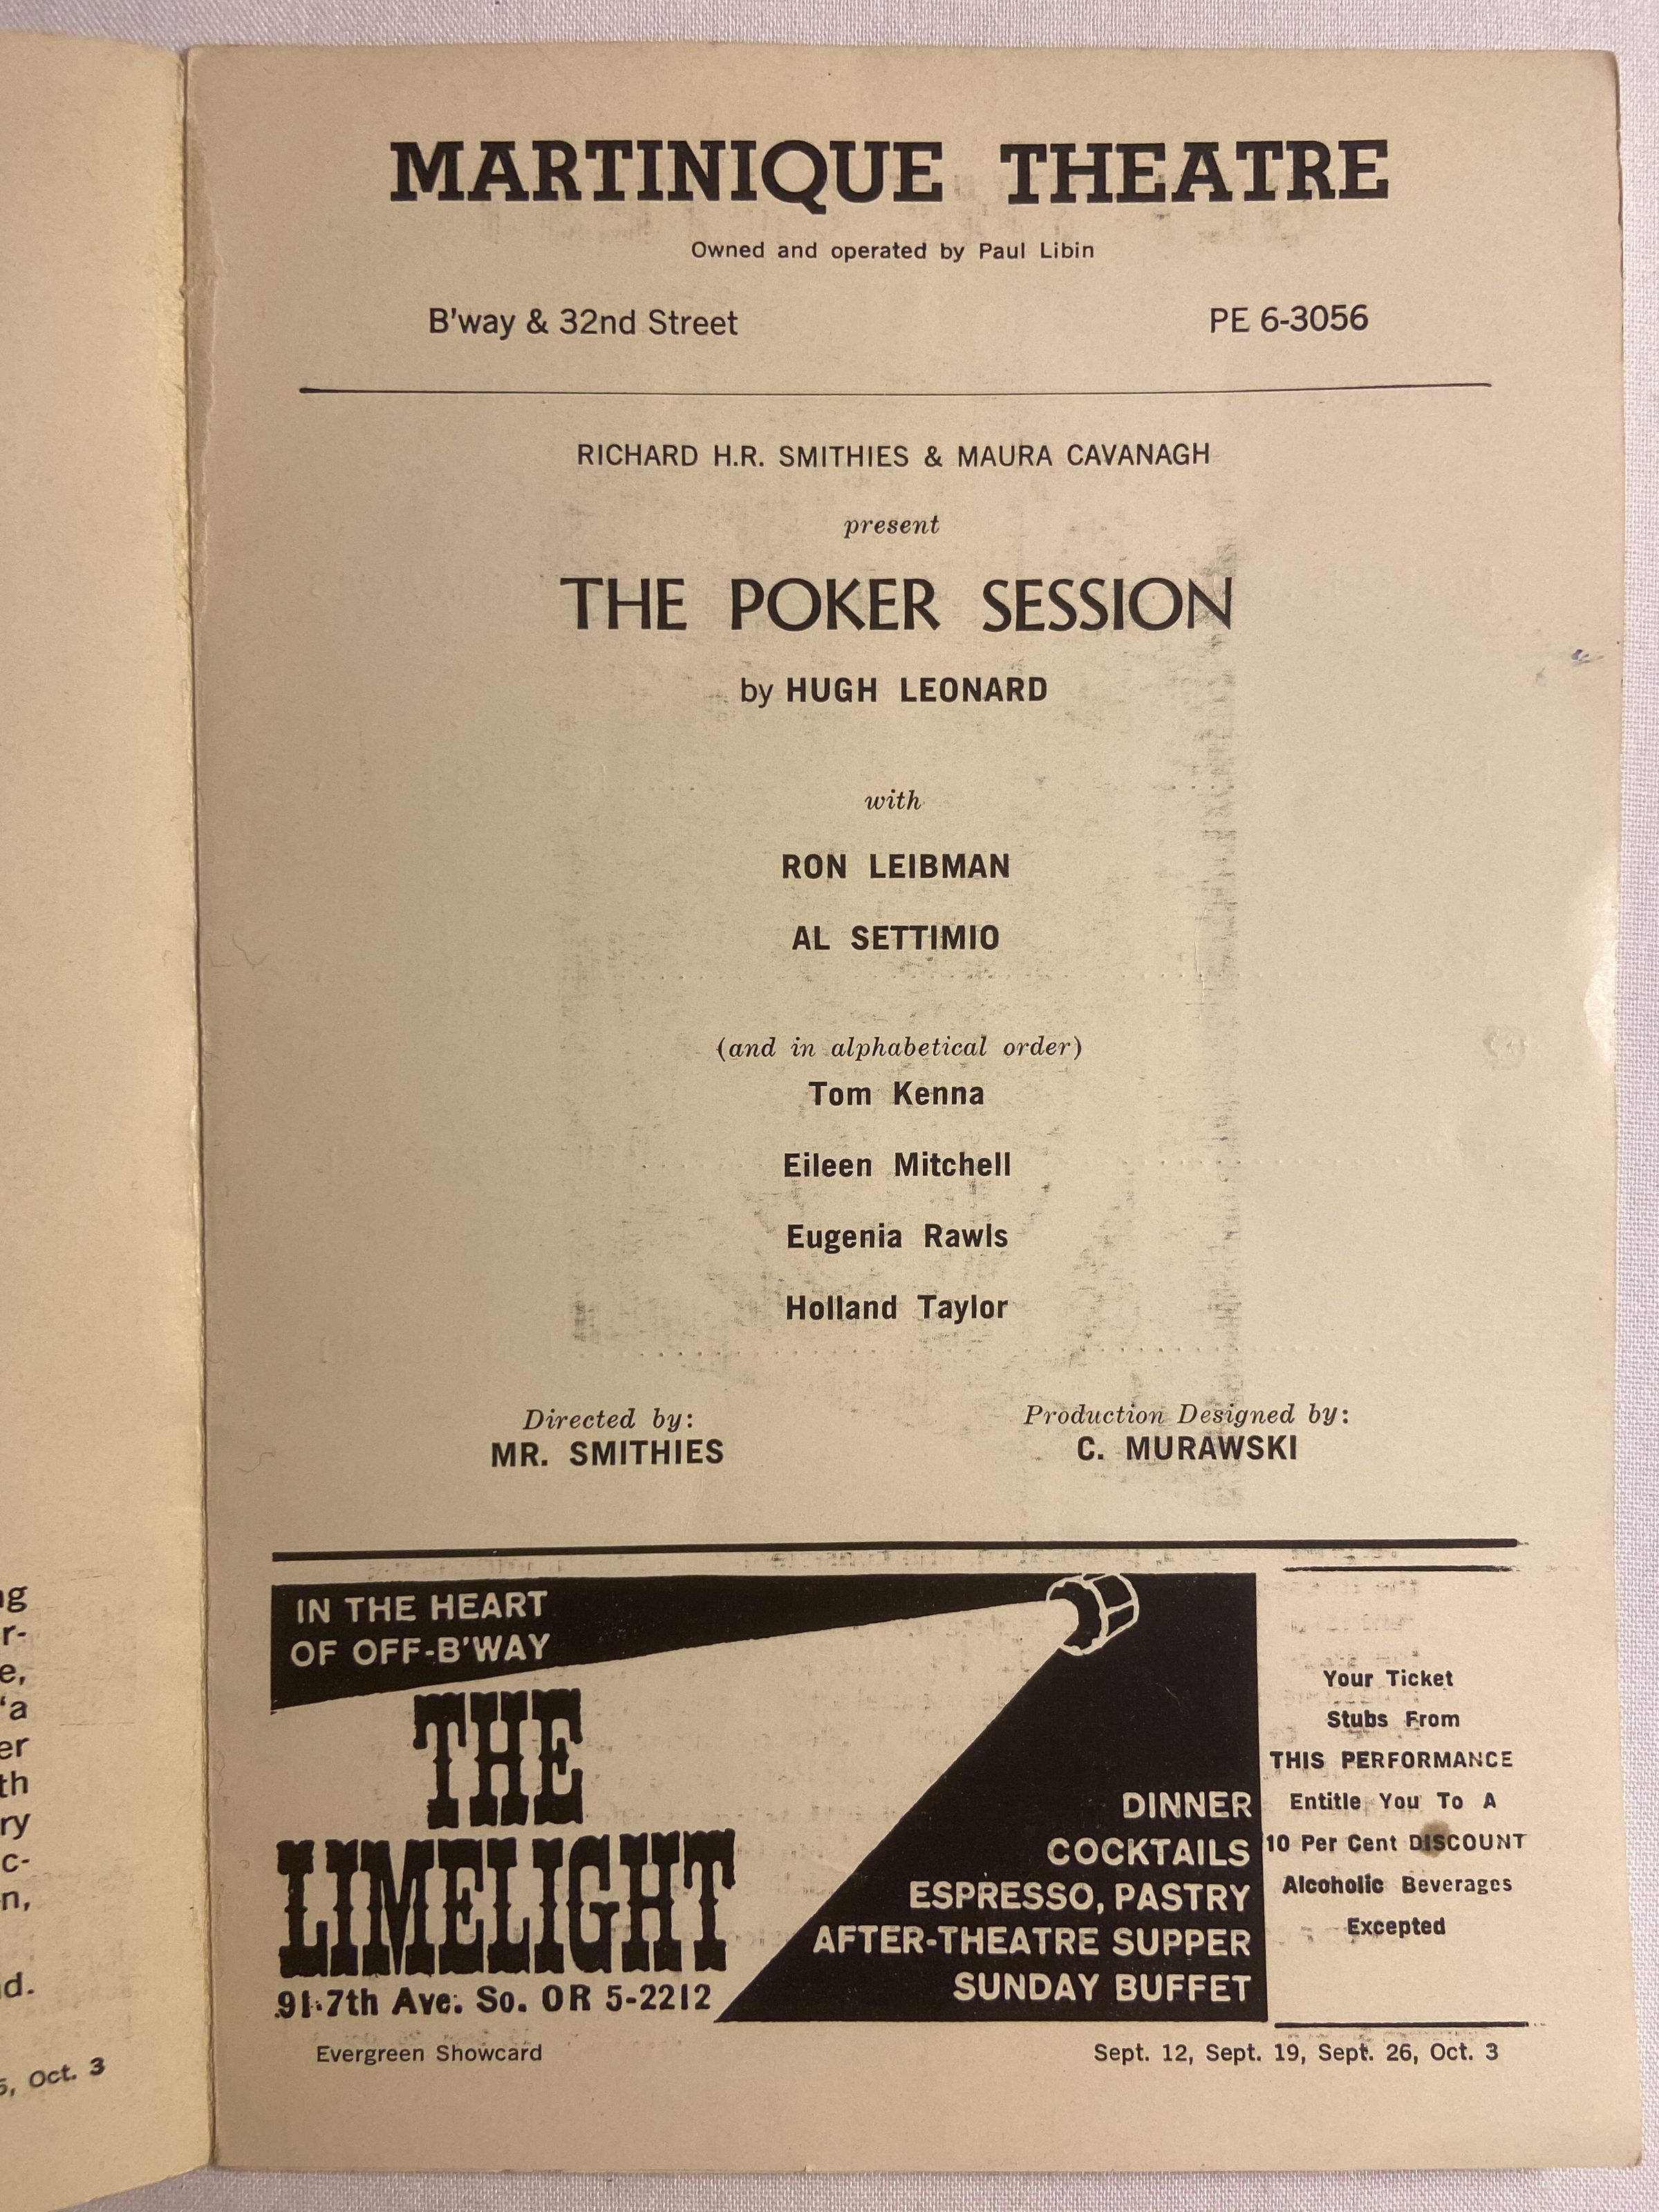 MARTINIQUE THEATRE
Owned and operated by Paul Libin
B'way & 32nd Street PE 6-3056
RICHARD H.R. SMITHIES & MAURA CAVANAGH
present
THE POKER SESSION
by HUGH LEONARD
with
RON LEIBMAN
AL SETTIMIO
(and in alphabetical order)
Tom Kenna
Eileen Mitchell
Eugenia Rawls
Holland Taylor
Directed by: Production Designed by:
MR. SMITHIES C. MURAWSKI
IN THE HEART
OF OFF-B'WAY
THE
LIMELIGHT
91·7th Ave. So. OR 5-2212
DINNER
COCKTAILS
ESPRESSO, PASTRY
AFTER-THEATRE SUPPER
SUNDAY BUFFET
Your Ticket
Stubs From
THIS PERFORMANCE
Entitle You To A
10 Per Cent DISCOUNT
Alcoholic Beverages
Excepted
Evergreen Showcard Sept. 12, Sept. 19, Sept. 26, Oct. 3
ng
r-
e,
'a
er
th
ry
c-
n,
nd.
Oct. 3